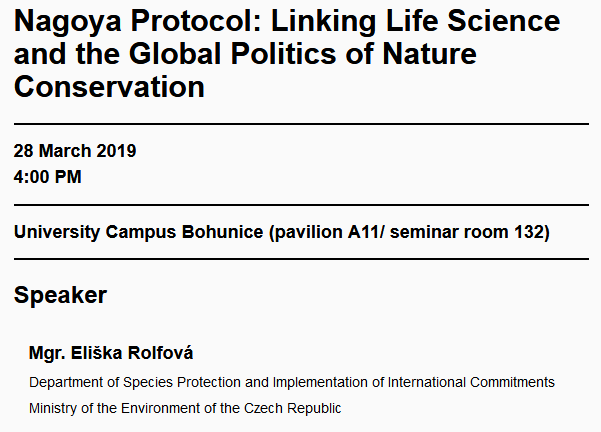 Nagoya Protocol: Linking Life Science
and the Global Politics of Nature
Conservation
28 March 2019
4:00 PM
University Campus Bohunice (pavilion A11/ seminar room 132)
Speaker
Mgr. Eliška Rolfová
Department of Species Protection and Implementation of International Commitments
Ministry of the Environment of the Czech Republic